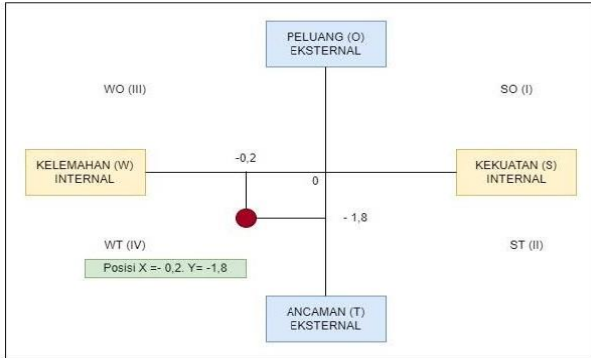 PELUANG (O)
EKSTERNAL
WO (III)
SO (I)
KELEMAHAN (W)
INTERNAL
-0,2
0
KEKUATAN (S)
INTERNAL
- 1,8
WT (IV)
ST (II)
Posisi X =- 0,2. Y= -1,8
ANCAMAN (T)
EKSTERNAL